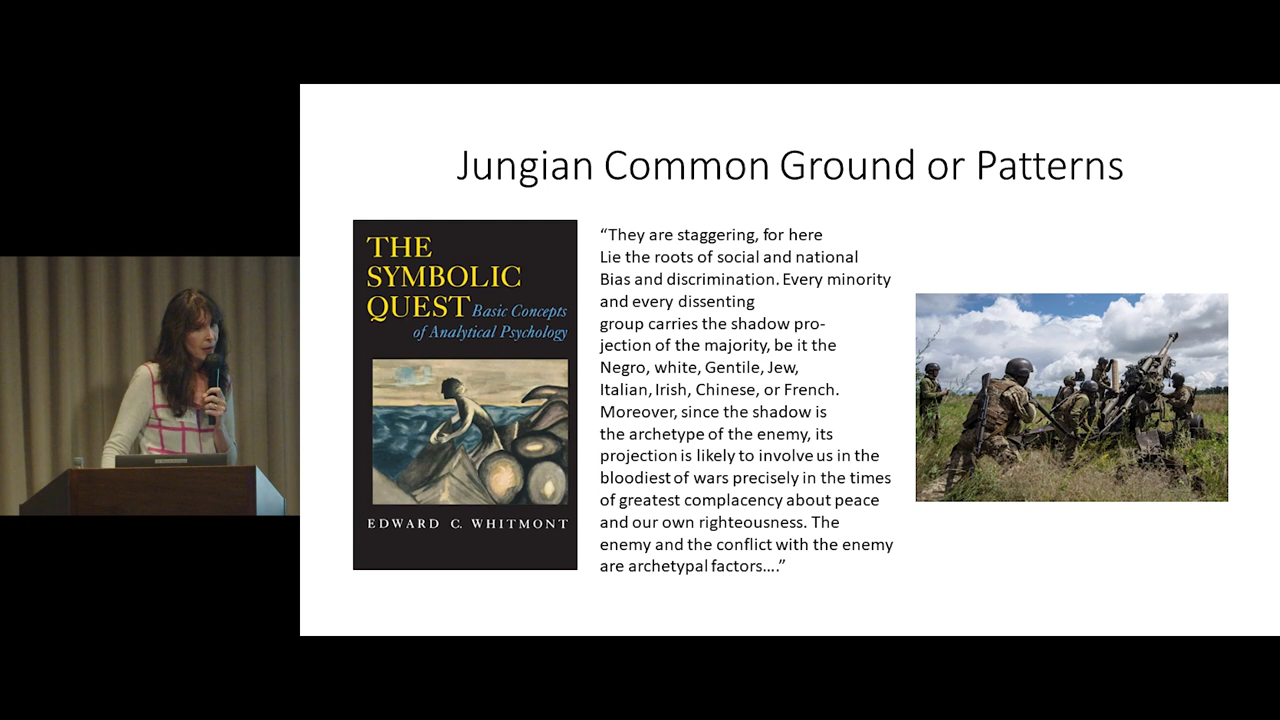 Jungian Common Ground or Patterns
THE
SYMBOLIC
QUEST Basic Concepts
of Analytical Psychology
EDWARD C. WHITMONT
“They are staggering, for here
Lie the roots of social and national
Bias and discrimination. Every minority
and every dissenting
group carries the shadow pro-
jection of the majority, be it the
Negro, white, Gentile, Jew,
Italian, Irish, Chinese, or French.
Moreover, since the shadow is
the archetype of the enemy, its
projection is likely to involve us in the
bloodiest of wars precisely in the times
of greatest complacency about peace
and our own righteousness. The
enemy and the conflict with the enemy
are archetypal factors….”